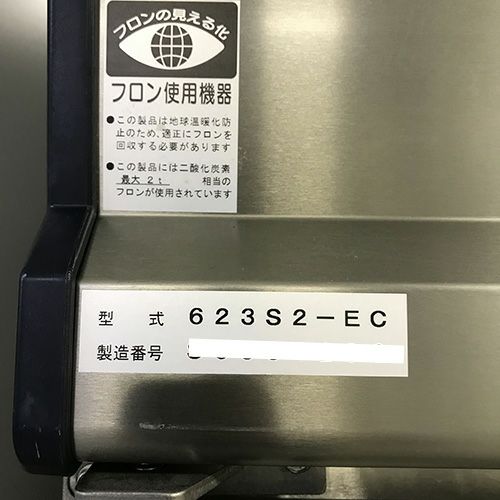 フロンの見える化
フロン使用機器
●この製品は地球温暖化防
止のため、適正にフロンを
回収する必要があります
●この製品には二酸化炭素
最大 2t 相当の
フロンが使用されています
型式 623S2-EC
製造番号